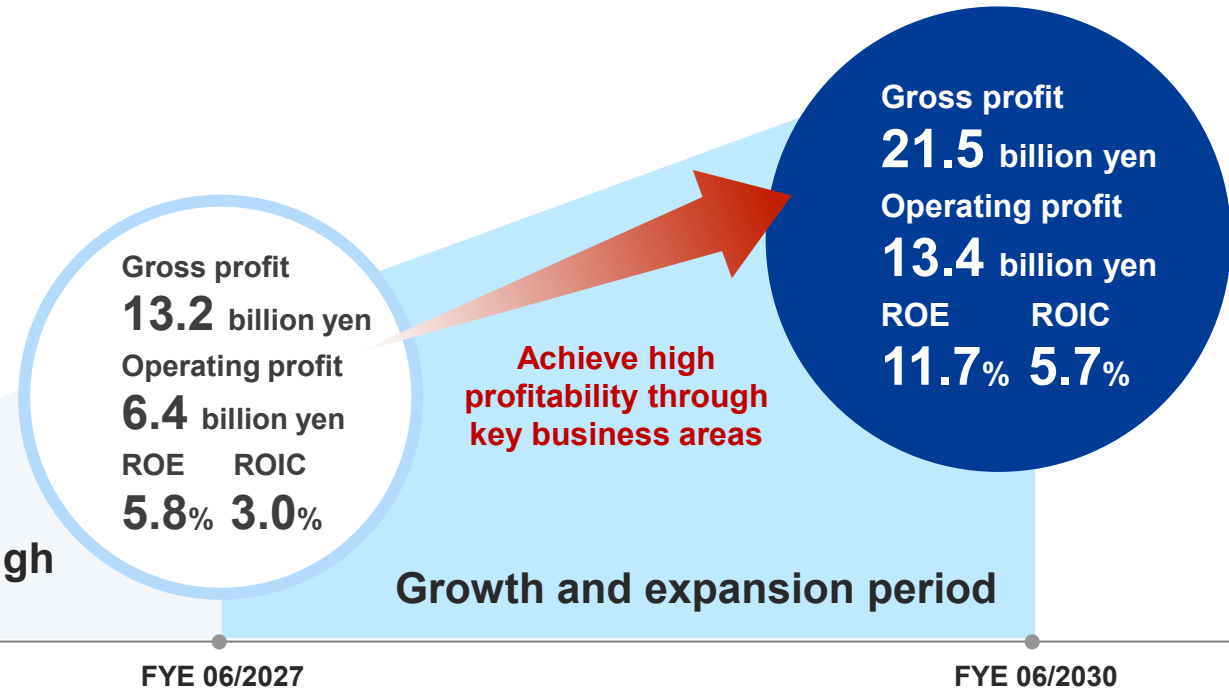 Gross profit
13.2 billion yen
Operating profit
6.4 billion yen
ROE ROIC
5.8% 3.0%
Achieve high
profitability through
key business areas
Gross profit
21.5 billion yen
Operating profit
13.4 billion yen
ROE ROIC
11.7% 5.7%
gh
Growth and expansion period
FYE 06/2027
FYE 06/2030